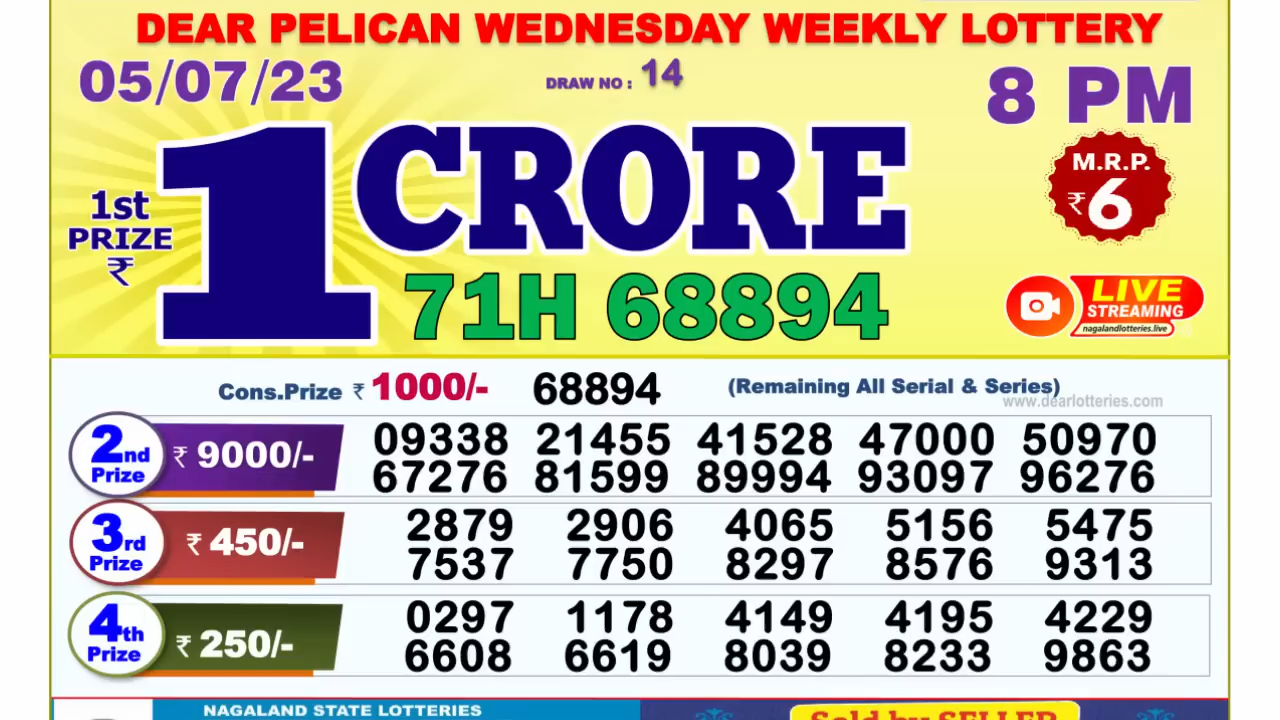 DEAR PELICAN WEDNESDAY WEEKLY LOTTERY
05/07/23
DRAW NO : 14
8 PM
1st
PRIZE
₹
1 CRORE
M.R.P.
₹ 6
71H 68894
LIVE
STREAMING
nagalandlotteries.live
Cons.Prize ₹ 1000/- 68894 (Remaining All Serial & Series)
www.dearlotteries.com
2nd
Prize
₹ 9000/-
09338 21455 41528 47000 50970
67276 81599 89994 93097 96276
3rd
Prize
₹ 450/-
2879 2906 4065 5156 5475
7537 7750 8297 8576 9313
4th
Prize
₹ 250/-
0297 1178 4149 4195 4229
6608 6619 8039 8233 9863
NAGALAND STATE LOTTERIES
Sold by SELLER